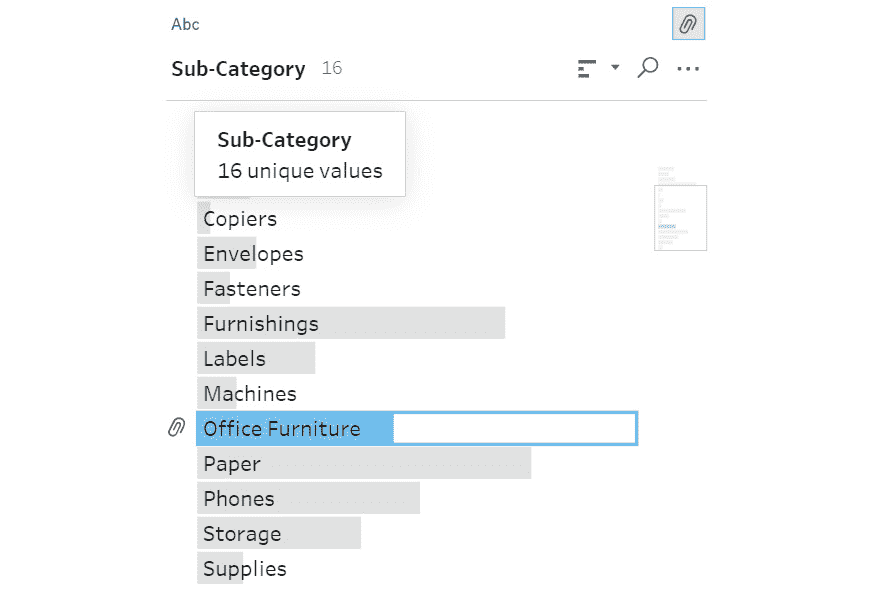 Abc
Sub-Category 16
Sub-Category
16 unique values
Copiers
Envelopes
Fasteners
Furnishings
Labels
Machines
Office Furniture
Paper
Phones
Storage
Supplies